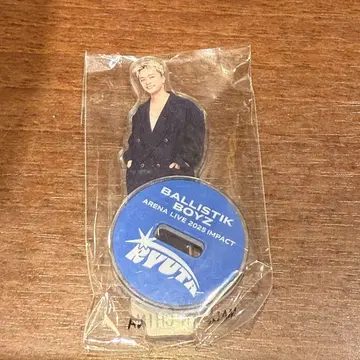 BALLISTIK
BOYZ
ARENA LIVE 2025 IMPACT
RYUTA